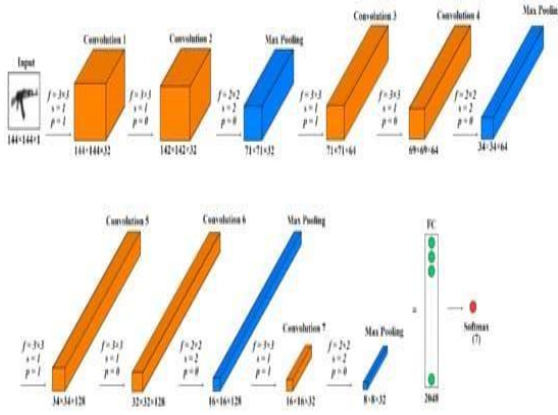 Input
Convolution 1
Convolution 2
Max Pooling
Convolution 3
Convolution 4
Max Pooling
f = 3×3
s = 1
p = 1
f = 3×3
s = 1
p = 0
f = 2×2
s = 2
p = 0
f = 3×3
s = 1
p = 1
f = 3×3
s = 1
p = 0
f = 2×2
s = 2
p = 0
144×144×1
144×144×32
142×142×32
71×71×32
71×71×64
69×69×64
34×34×64
Convolution 5
Convolution 6
Max Pooling
Convolution 7
Max Pooling
FC
f = 3×3
s = 1
p = 1
f = 3×3
s = 1
p = 0
f = 2×2
s = 2
p = 0
f = 3×3
s = 1
p = 1
f = 2×2
s = 2
p = 0
=
Softmax
(7)
34×34×128
32×32×128
16×16×128
16×16×32
8×8×32
2048